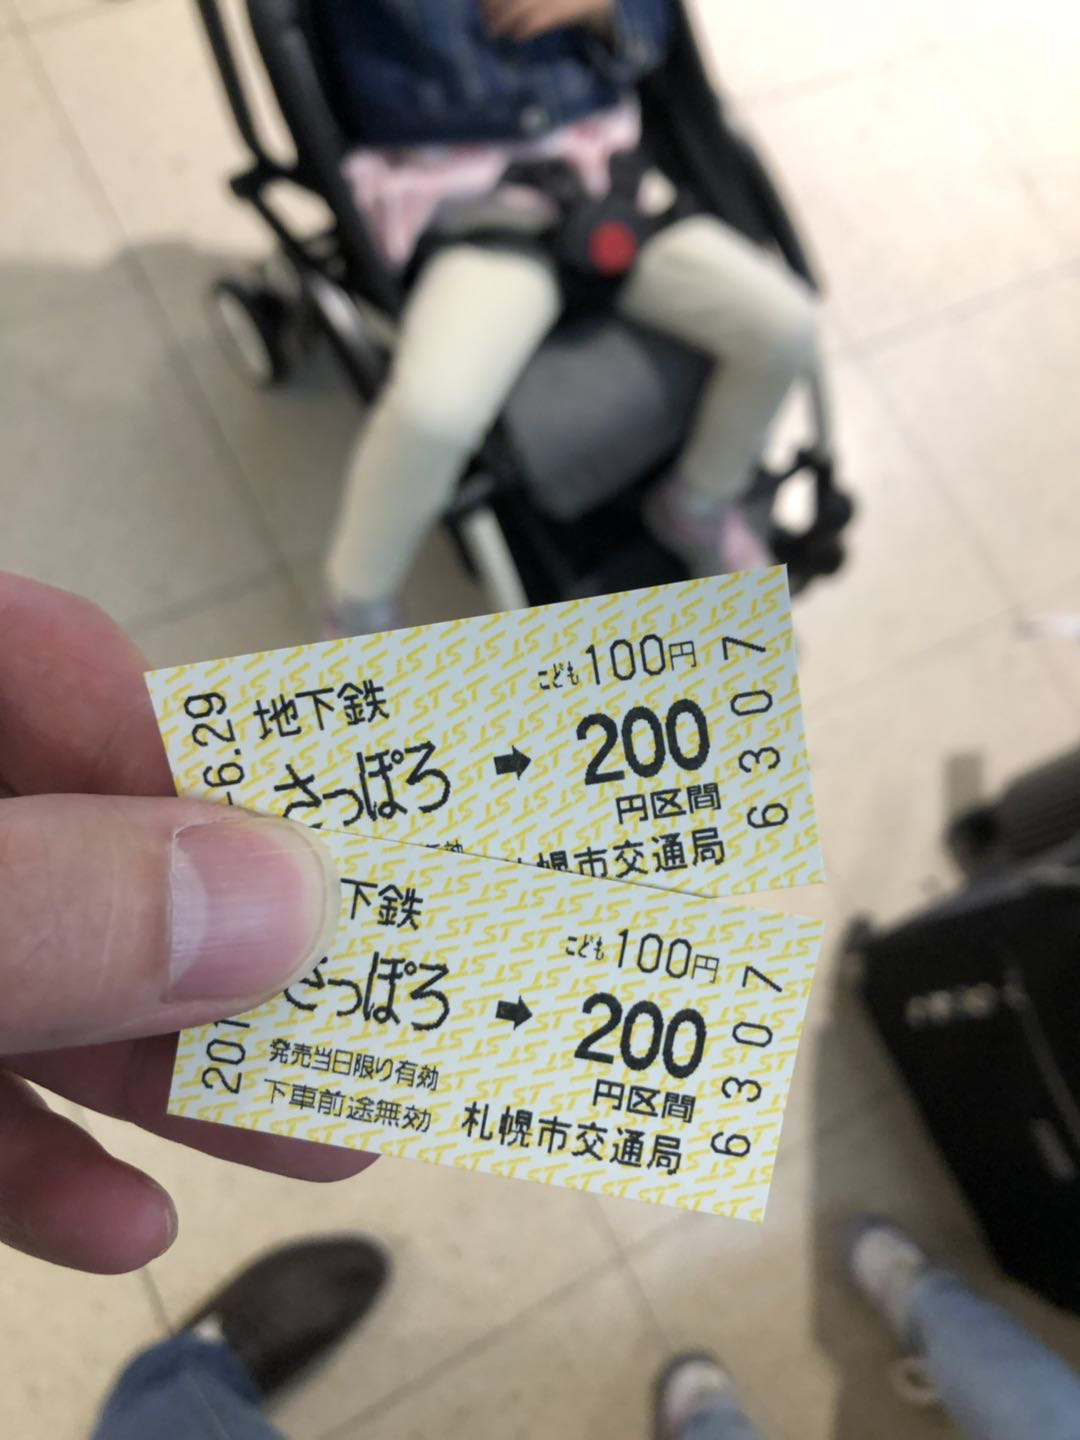 -6.29
地下鉄
こども100円
さっぽろ➡200
円区間
札幌市交通局
6307
下鉄
こども100円
さっぽろ➡200
円区間
発売当日限り有効
下車前途無効
札幌市交通局
201
6307